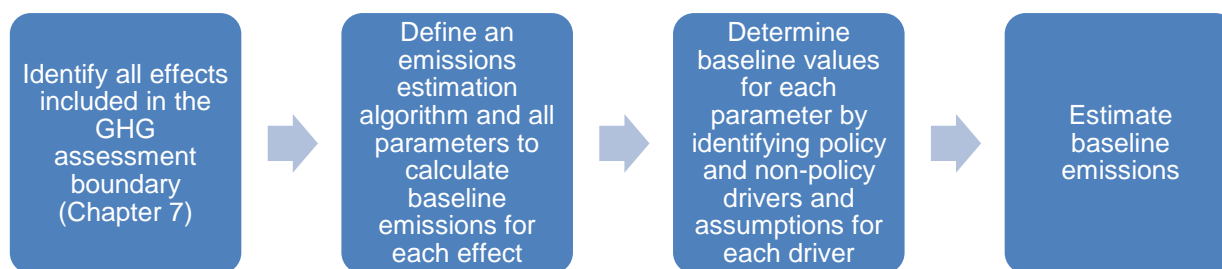 Identify all effects
included in the
GHG
assessment
boundary
(Chapter 7)
Define an
emissions
estimation
algorithm and all
parameters to
calculate
baseline
emissions for
each effect
Determine
baseline values
for each
parameter by
identifying policy
and non-policy
drivers and
assumptions for
each driver
Estimate
baseline
emissions